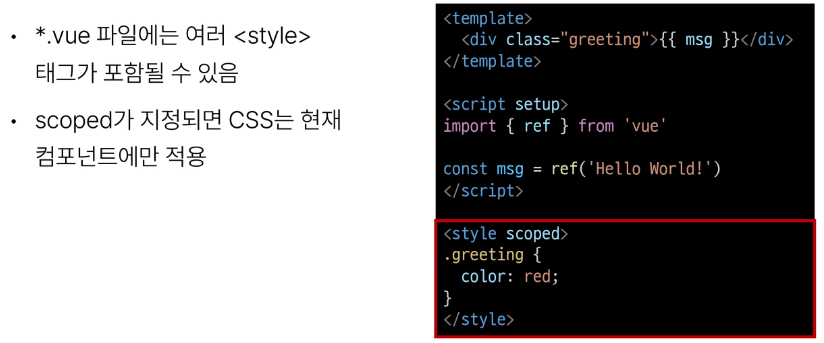 • *.vue 파일에는 여러 <style>
태그가 포함될 수 있음
• scoped가 지정되면 CSS는 현재
컴포넌트에만 적용
<template>
  <div class="greeting">{{ msg }}</div>
</template>

<script setup>
import { ref } from 'vue'

const msg = ref('Hello World!')
</script>

<style scoped>
.greeting {
  color: red;
}
</style>